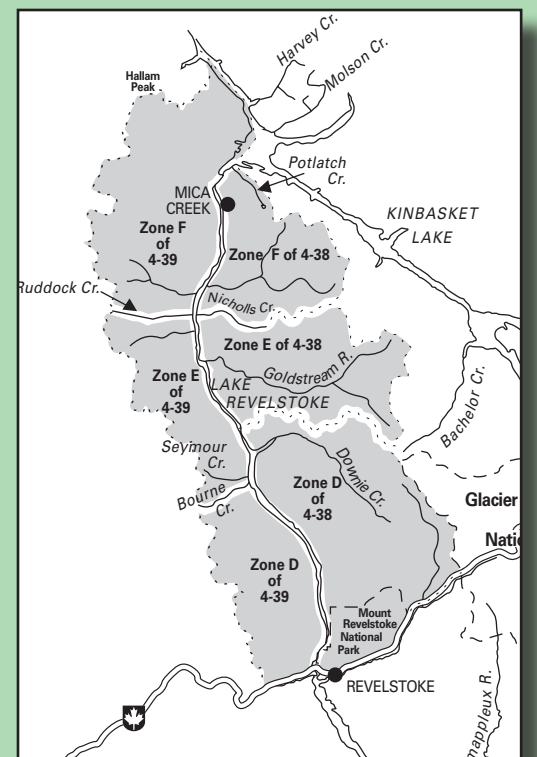 Harvey Cr.
Molson Cr.
Hallam
Peak
Potlatch
Cr.
MICA
CREEK
KINBASKET
LAKE
Zone F
of
4-39
Zone F of 4-38
Ruddock Cr.
Nicholls Cr.
Zone E of 4-38
Zone E
of
4-39
Goldstream R.
LAKE
REVELSTOKE
Bachelor Cr.
Seymour
Cr.
Downie Cr.
Bourne
Cr.
Zone D
of
4-38
Glacier
Natio
Zone D
of
4-39
Mount
Revelstoke
National
Park
REVELSTOKE
mappleux R.